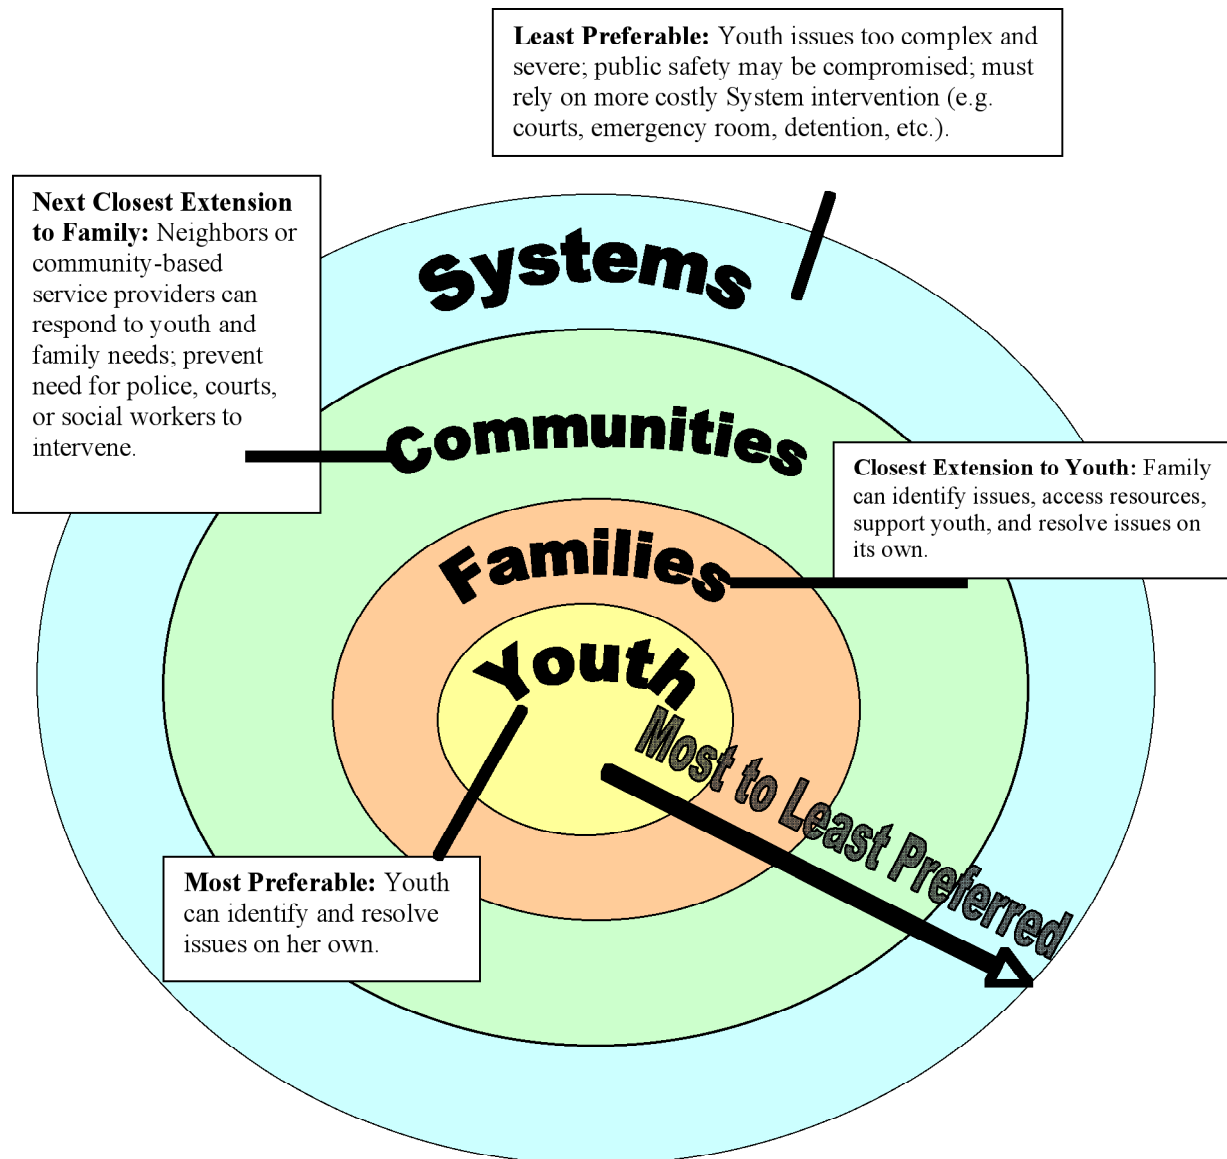 Least Preferable: Youth issues too complex and
severe; public safety may be compromised; must
rely on more costly System intervention (e.g.
courts, emergency room, detention, etc.).
Next Closest Extension
to Family: Neighbors or
community-based
service providers can
respond to youth and
family needs; prevent
need for police, courts,
or social workers to
intervene.
Systems
Communities
Closest Extension to Youth: Family
can identify issues, access resources,
support youth, and resolve issues on
its own.
Families
Youth
Most to Least Preferred
Most Preferable: Youth
can identify and resolve
issues on her own.